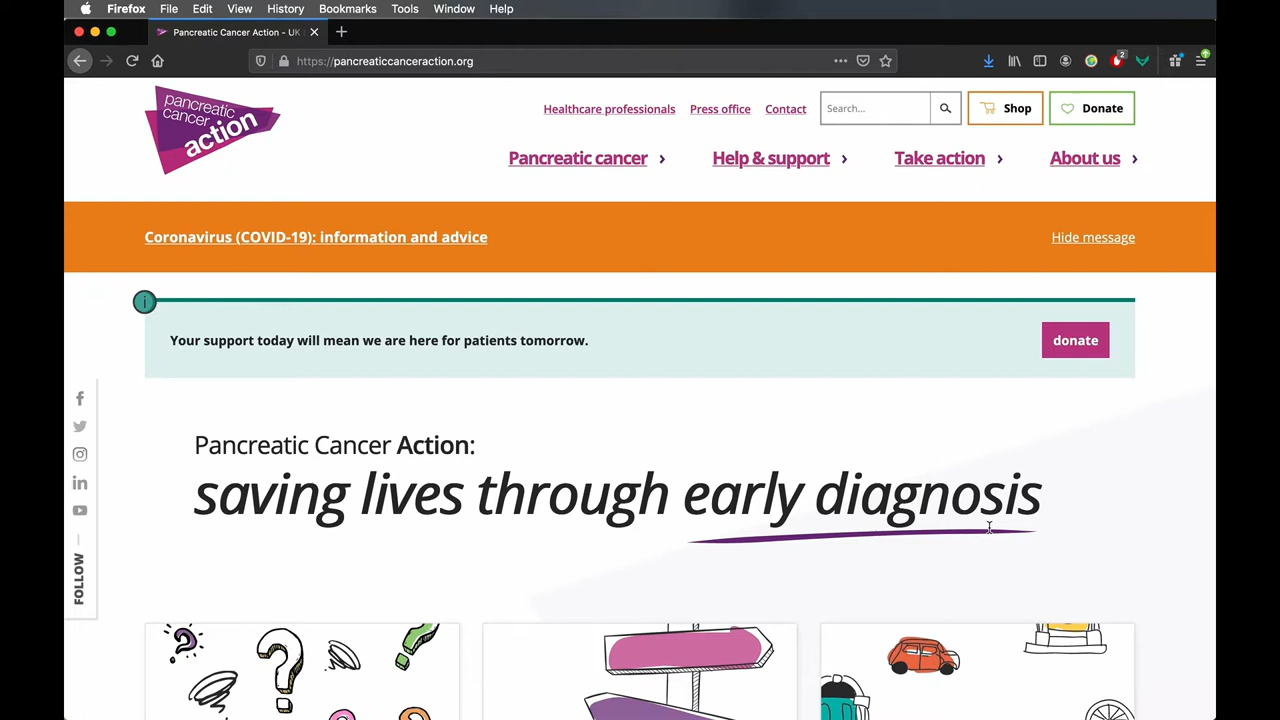 Firefox File Edit View History Bookmarks Tools Window Help
Pancreatic Cancer Action - UK
https://pancreaticcanceraction.org
2
pancreatic
cancer
action
Healthcare professionals Press office Contact Search... Shop Donate
Pancreatic cancer Help & support Take action About us
Coronavirus (COVID-19): information and advice Hide message
i
Your support today will mean we are here for patients tomorrow. donate
Pancreatic Cancer Action:
saving lives through early diagnosis
FOLLOW